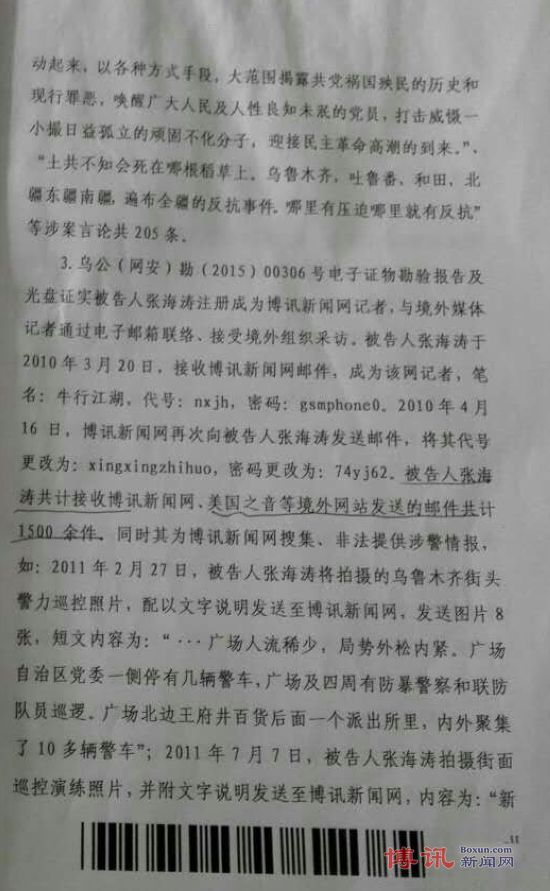 动起来，以各种方式手段，大范围揭露共党祸国殃民的历史和
现行罪恶，唤醒广大人民及人性良知未泯的党员，打击威慑一
小撮日益孤立的顽固不化分子，迎接民主革命高潮的到来。”、
“土共不知会死在哪根稻草上。乌鲁木齐，吐鲁番，和田，北
疆东疆南疆，遍布全疆的反抗事件。哪里有压迫哪里就有反抗”
等涉案言论共 205 条。
3.乌公（网安）勘（2015）00306 号电子证物勘验报告及
光盘证实被告人张海涛注册成为博讯新闻网记者，与境外媒体
记者通过电子邮箱联络、接受境外组织采访。被告人张海涛于
2010 年 3 月 20 日，接收博讯新闻网邮件，成为该网记者，笔
名：牛行江湖，代号：nxjh，密码：gsmphone0。2010 年 4 月
16 日，博讯新闻网再次向被告人张海涛发送邮件，将其代号
更改为：xingxingzhihuo，密码更改为：74yj62。被告人张海
涛共计接收博讯新闻网、美国之音等境外网站发送的邮件共计
1500 余件。同时其为博讯新闻网搜集、非法提供涉警情报，
如：2011 年 2 月 27 日，被告人张海涛将拍摄的乌鲁木齐街头
警力巡控照片，配以文字说明发送至博讯新闻网，发送图片 8
张，短文内容为：“···广场人流稀少，局势外松内紧。广场
自治区党委一侧停有几辆警车，广场及四周有防暴警察和联防
队员巡逻。广场北边王府井百货后面一个派出所里，内外聚集
了 10 多辆警车”；2011 年 7 月 7 日，被告人张海涛拍摄街面
巡控演练照片，并附文字说明发送至博讯新闻网，内容为：“新
11
博讯 Boxun.com
新闻网